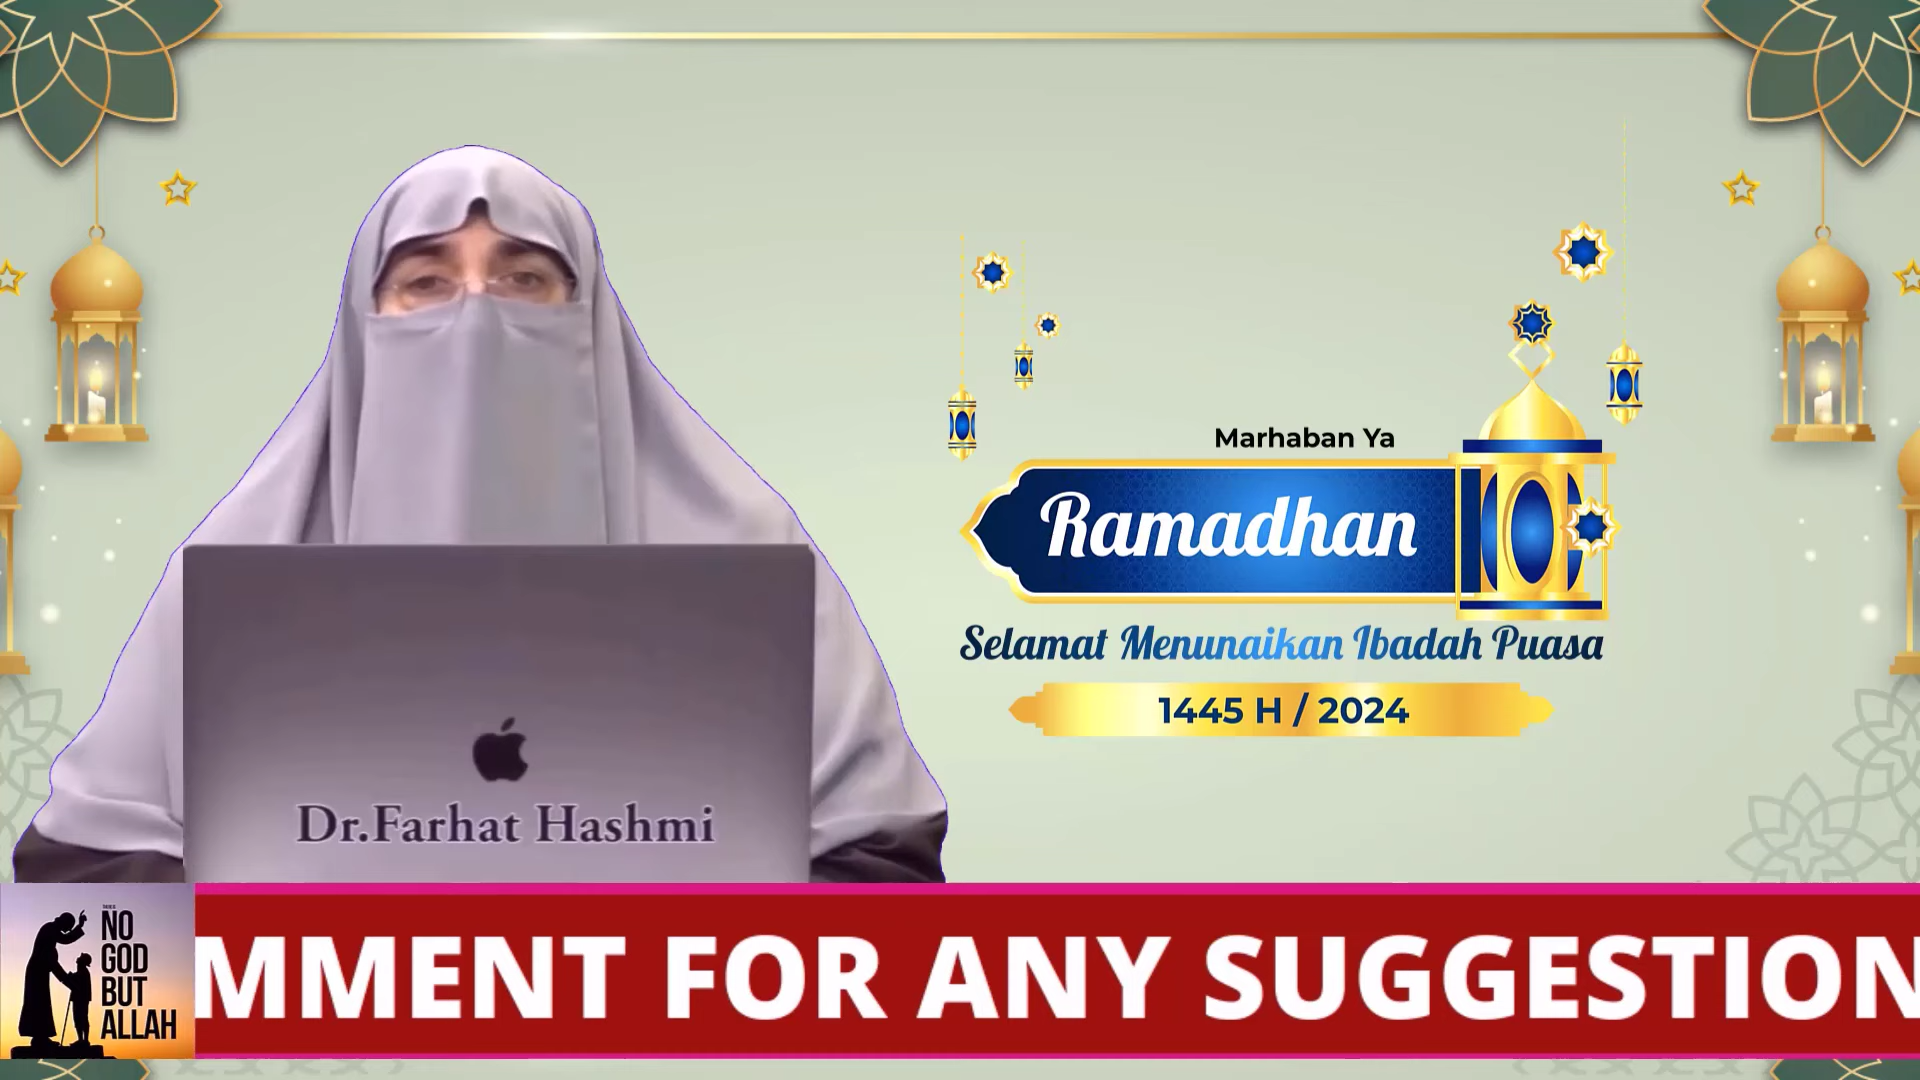 Marhaban Ya
Ramadhan
Selamat Menunaikan Ibadah Puasa
1445 H / 2024
Dr.Farhat Hashmi
NO
GOD
BUT
ALLAH
MMENT FOR ANY SUGGESTION